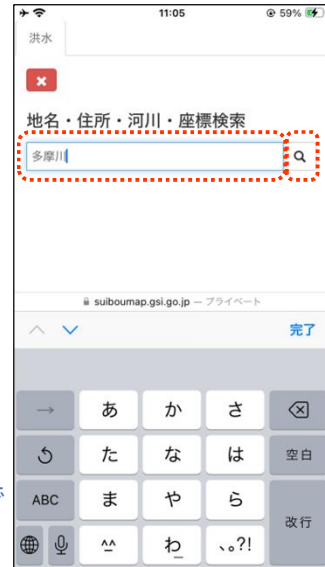 11:05 59%
洪水
地名・住所・河川・座標検索
多摩川
suiboumap.gsi.go.jp — プライベート
完了
→ あ か さ
た な は 空白
ABC ま や ら
改行
^^ わ 、。?!